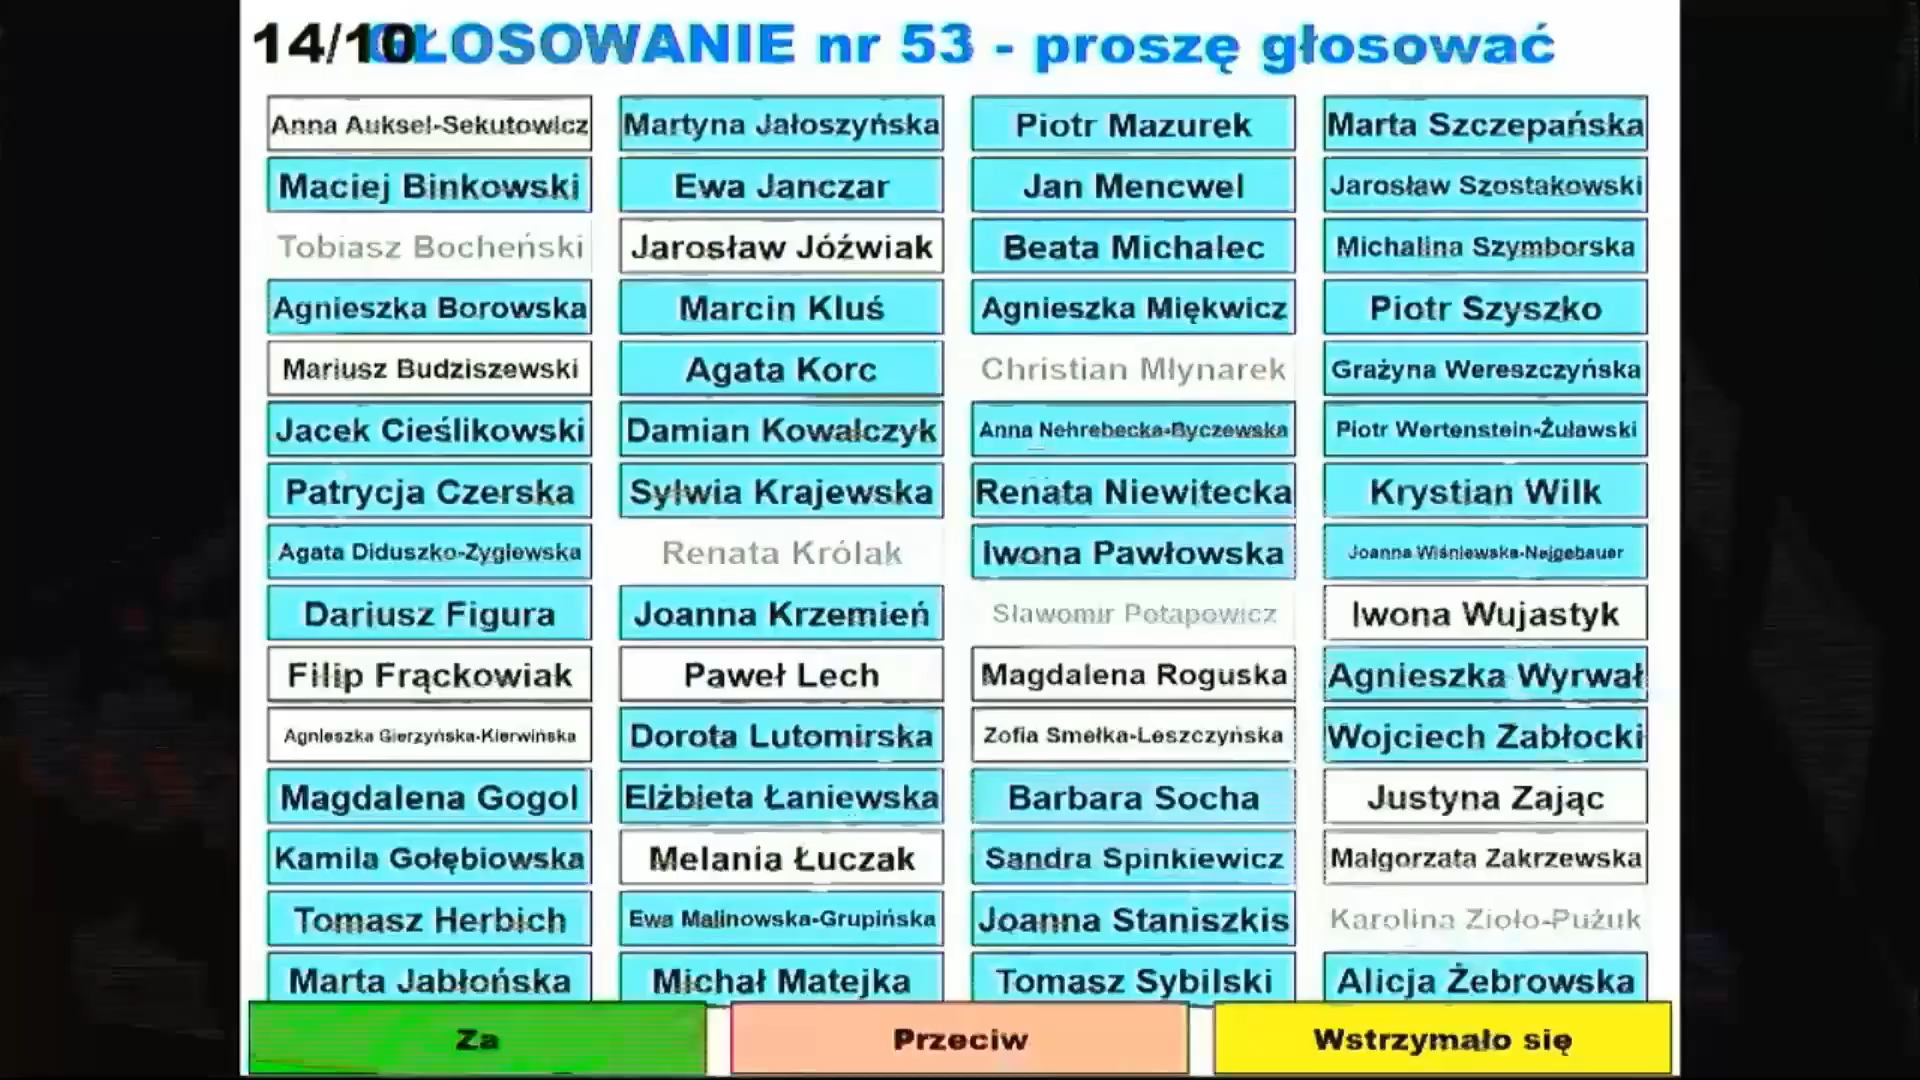 14/10 GŁOSOWANIE nr 53 - proszę głosować
Anna Auksel-Sekutowicz
Maciej Binkowski
Tobiasz Bocheński
Agnieszka Borowska
Mariusz Budziszewski
Jacek Cieślikowski
Patrycja Czerska
Agata Diduszko-Zyglewska
Dariusz Figura
Filip Frąckowiak
Agnieszka Gierzyńska-Kierwińska
Magdalena Gogol
Kamila Gołębiowska
Tomasz Herbich
Marta Jabłońska
Martyna Jałoszyńska
Ewa Janczar
Jarosław Jóźwiak
Marcin Kluś
Agata Korc
Damian Kowalczyk
Sylwia Krajewska
Renata Królak
Joanna Krzemień
Paweł Lech
Dorota Lutomirska
Elżbieta Łaniewska
Melania Łuczak
Ewa Malinowska-Grupińska
Michał Matejka
Piotr Mazurek
Jan Mencwel
Beata Michalec
Agnieszka Miękwicz
Christian Młynarek
Anna Nehrebecka-Byczewska
Renata Niewitecka
Iwona Pawłowska
Sławomir Potapowicz
Magdalena Roguska
Zofia Smełka-Leszczyńska
Barbara Socha
Sandra Spinkiewicz
Joanna Staniszkis
Tomasz Sybilski
Marta Szczepańska
Jarosław Szostakowski
Michalina Szymborska
Piotr Szyszko
Grażyna Wereszczyńska
Piotr Wertenstein-Żuławski
Krystian Wilk
Joanna Wiśniewska-Najgebauer
Iwona Wujastyk
Agnieszka Wyrwał
Wojciech Zabłocki
Justyna Zając
Małgorzata Zakrzewska
Karolina Zioło-Pużuk
Alicja Żebrowska
Za
Przeciw
Wstrzymało się